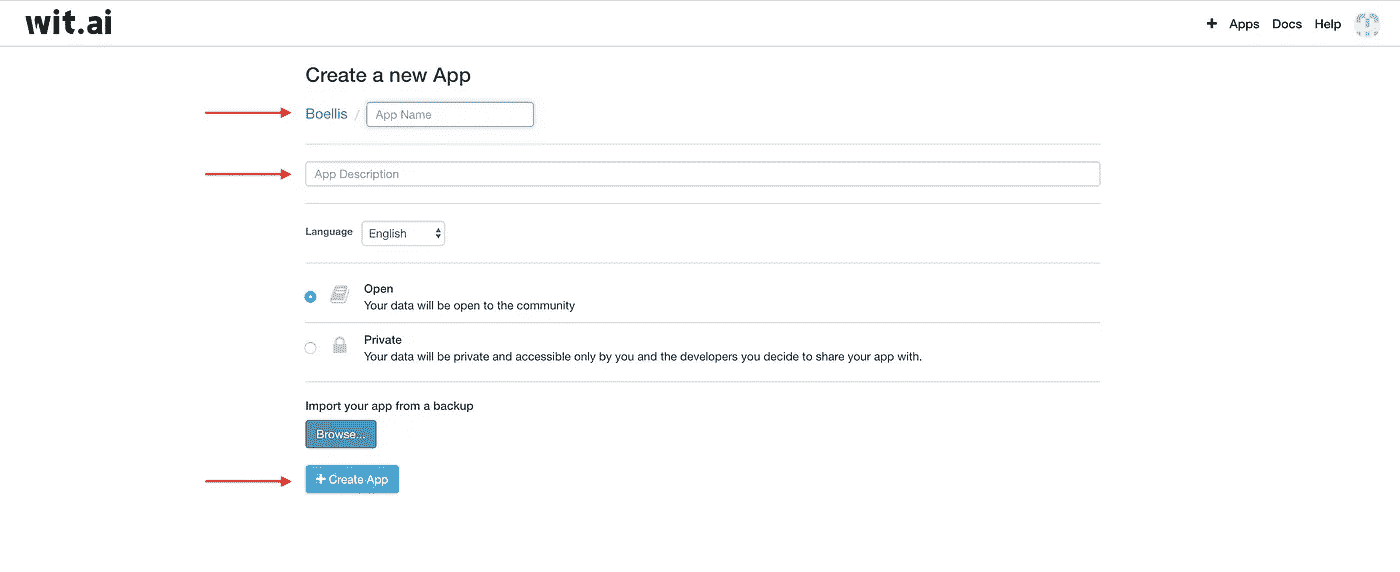 wit.ai
+ Apps Docs Help
Create a new App
Boellis / App Name
App Description
Language English
Open
Your data will be open to the community
Private
Your data will be private and accessible only by you and the developers you decide to share your app with.
Import your app from a backup
Browse...
+ Create App